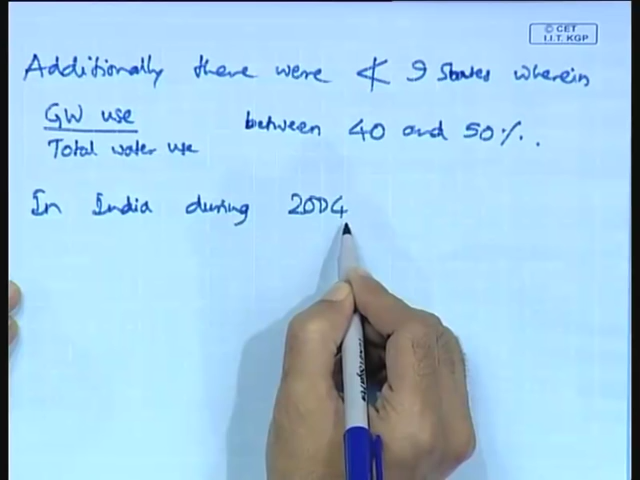 © CET
I.I.T. KGP
Additionally there were 9 States wherein
GW use
Total water use
between 40 and 50%.
In India during 2004